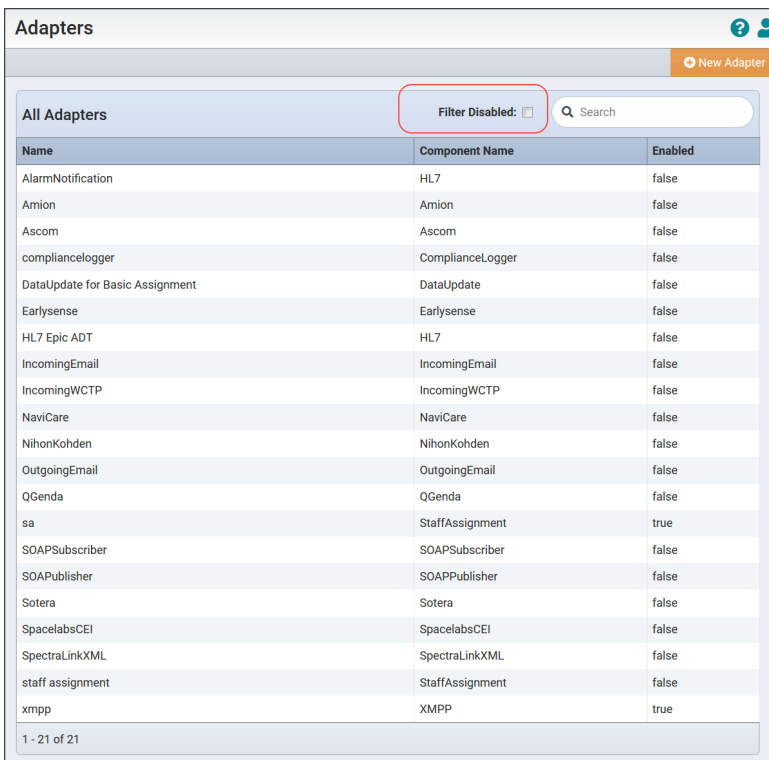 Adapters
New Adapter
All Adapters Filter Disabled: Search
Name Component Name Enabled
AlarmNotification HL7 false
Amion Amion false
Ascom Ascom false
compliancelogger ComplianceLogger false
DataUpdate for Basic Assignment DataUpdate false
Earlysense Earlysense false
HL7 Epic ADT HL7 false
IncomingEmail IncomingEmail false
IncomingWCTP IncomingWCTP false
NaviCare NaviCare false
NihonKohden NihonKohden false
OutgoingEmail OutgoingEmail false
QGenda QGenda false
sa StaffAssignment true
SOAPSubscriber SOAPSubscriber false
SOAPublisher SOAPPublisher false
Sotera Sotera false
SpacelabsCEI SpacelabsCEI false
SpectraLinkXML SpectraLinkXML false
staff assignment StaffAssignment false
xmpp XMPP true
1 - 21 of 21